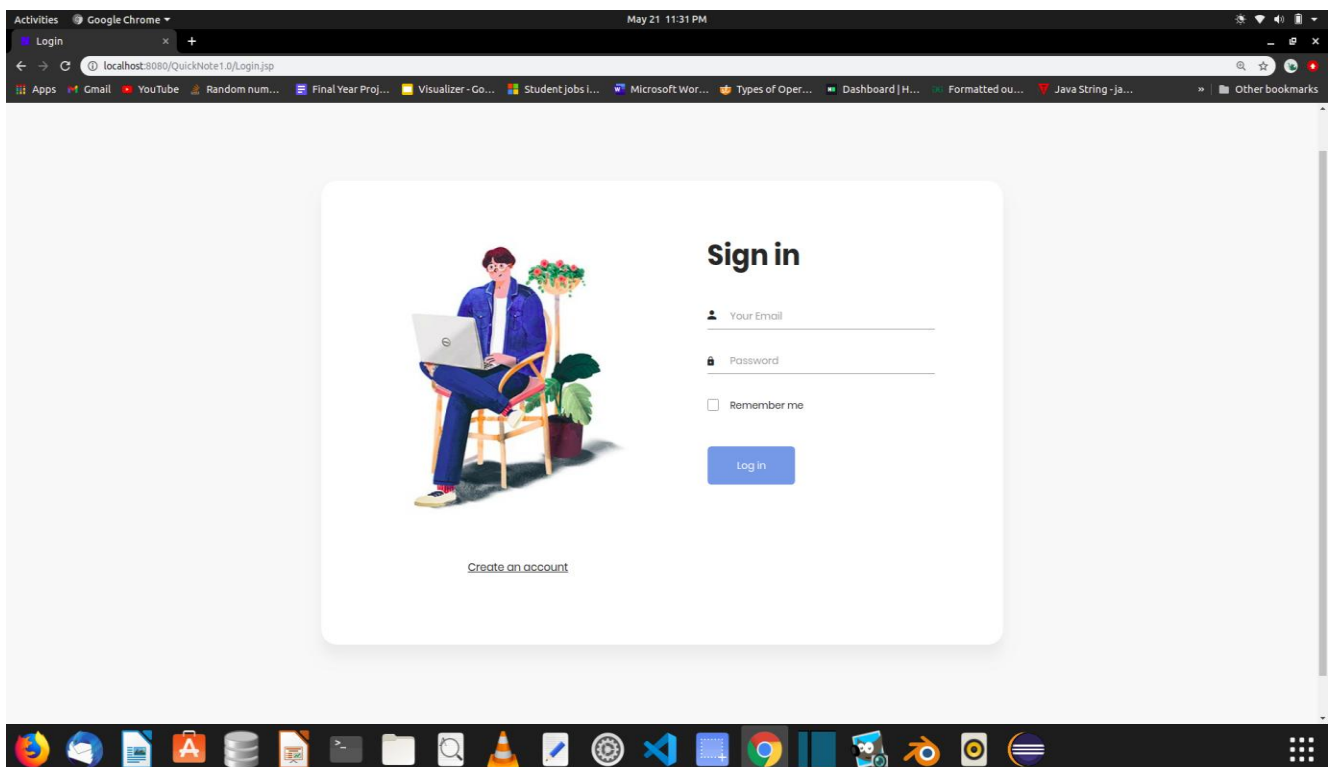 Activities Google Chrome May 21 11:31 PM
Login
localhost:8080/QuickNote1.0/Login.jsp
Apps Gmail YouTube Random num... Final Year Proj... Visualizer - Go... Student jobs i... Microsoft Wor... Types of Oper... Dashboard | H... Formatted ou... Java String - ja... » Other bookmarks
Sign in
Your Email
Password
Remember me
Log in
Create an account